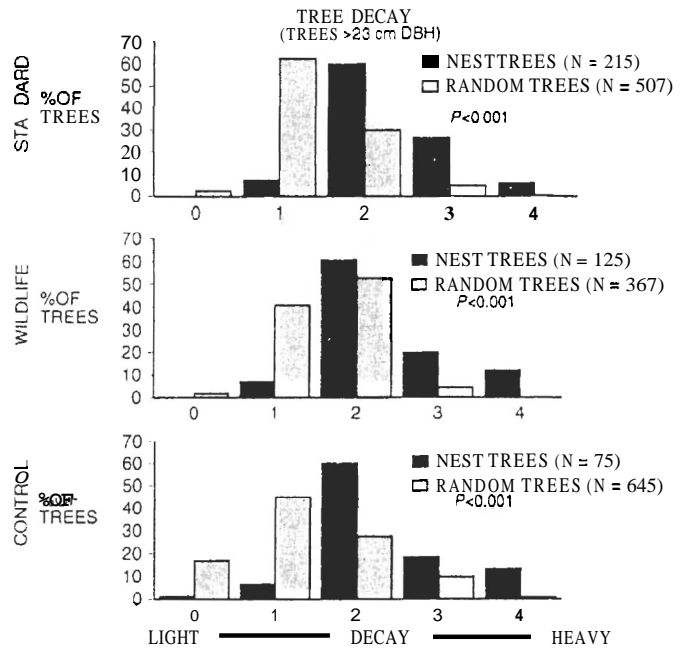 TREE DECAY
(TREES >23 cm DBH)
STA DARD
%OF
TREES
70
60
50
40
30
20
10
0
0 1 2 3 4
NESTTREES (N = 215)
RANDOM TREES (N = 507)
P<0 001
WILDLIFE
%OF
TREES
70
60
50
40
30
20
10
0
0 1 2 3 4
NEST TREES (N = 125)
RANDOM TREES (N = 367)
P<0.001
CONTROL
%OF
TREES
70
60
50
40
30
20
10
0
0 1 2 3 4
NEST TREES (N = 75)
RANDOM TREES (N = 645)
P<0.001
LIGHT DECAY HEAVY